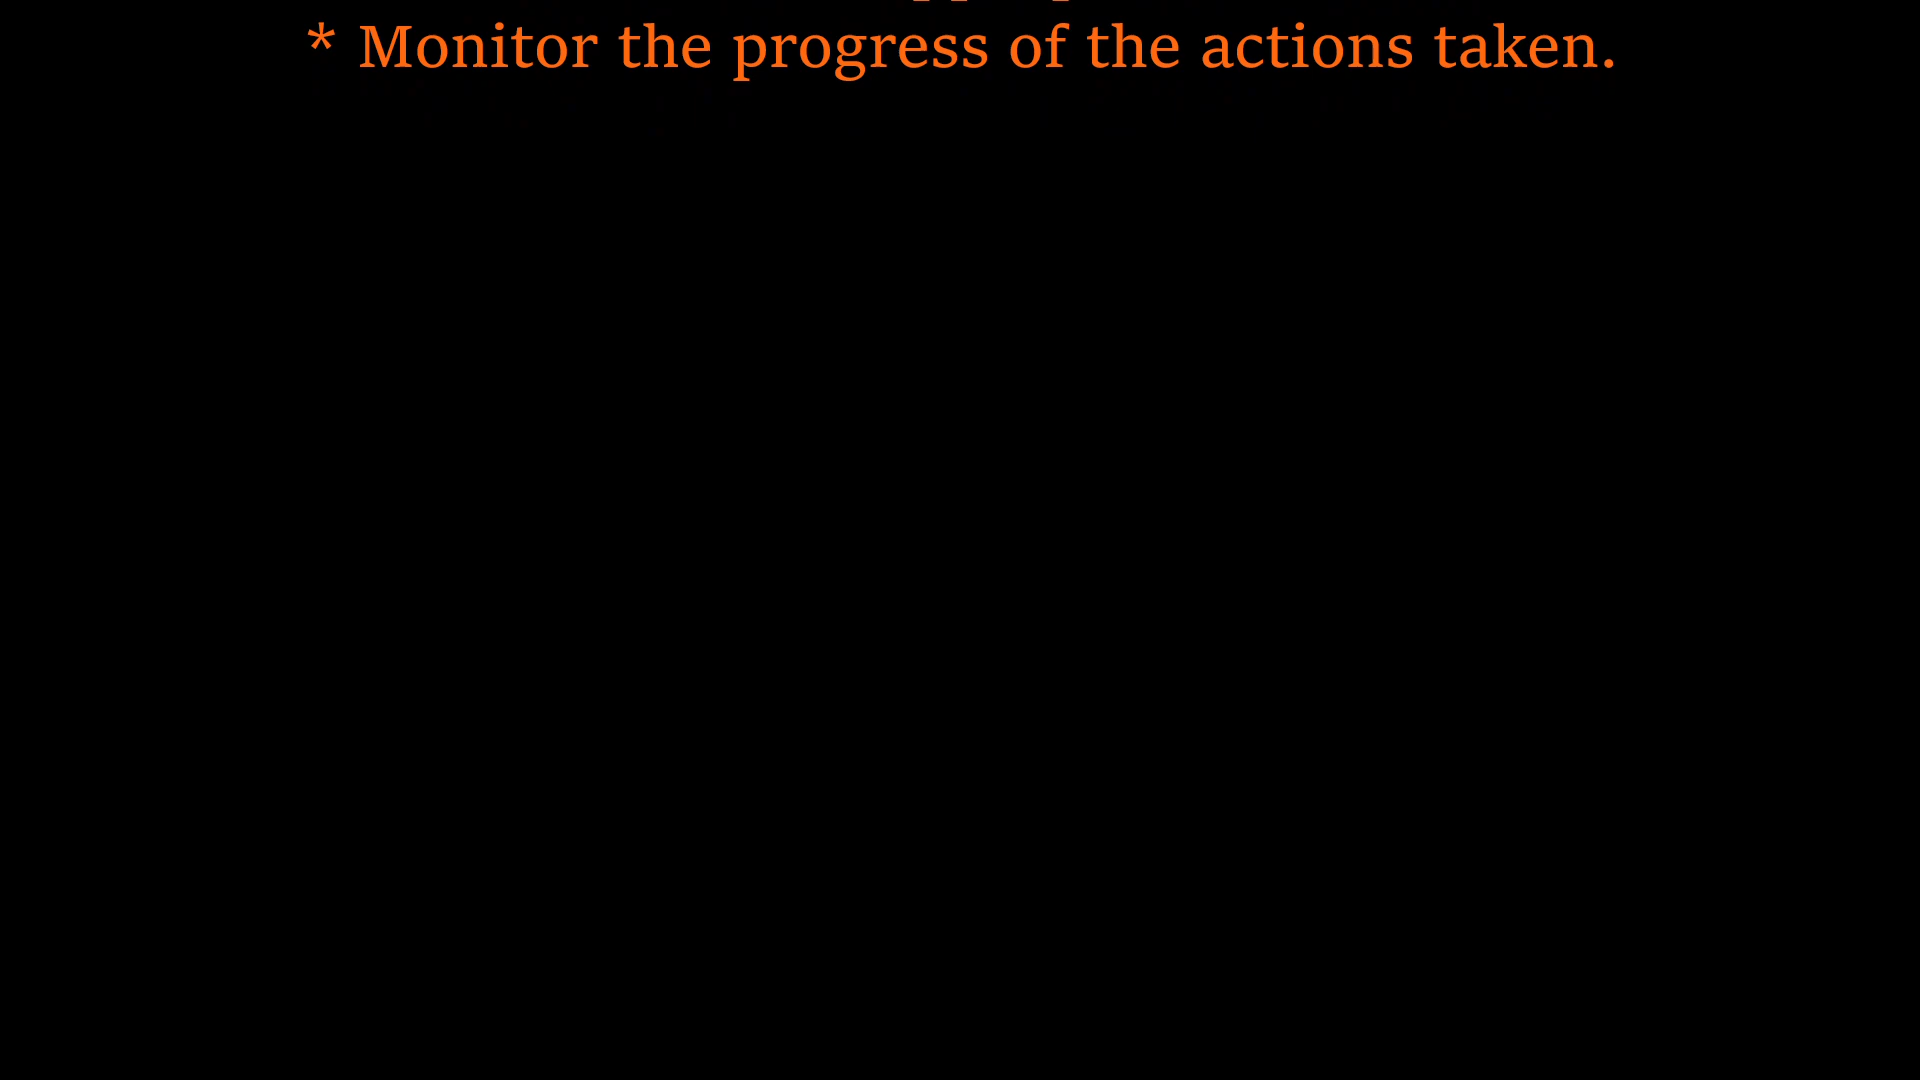 * Monitor the progress of the actions taken.